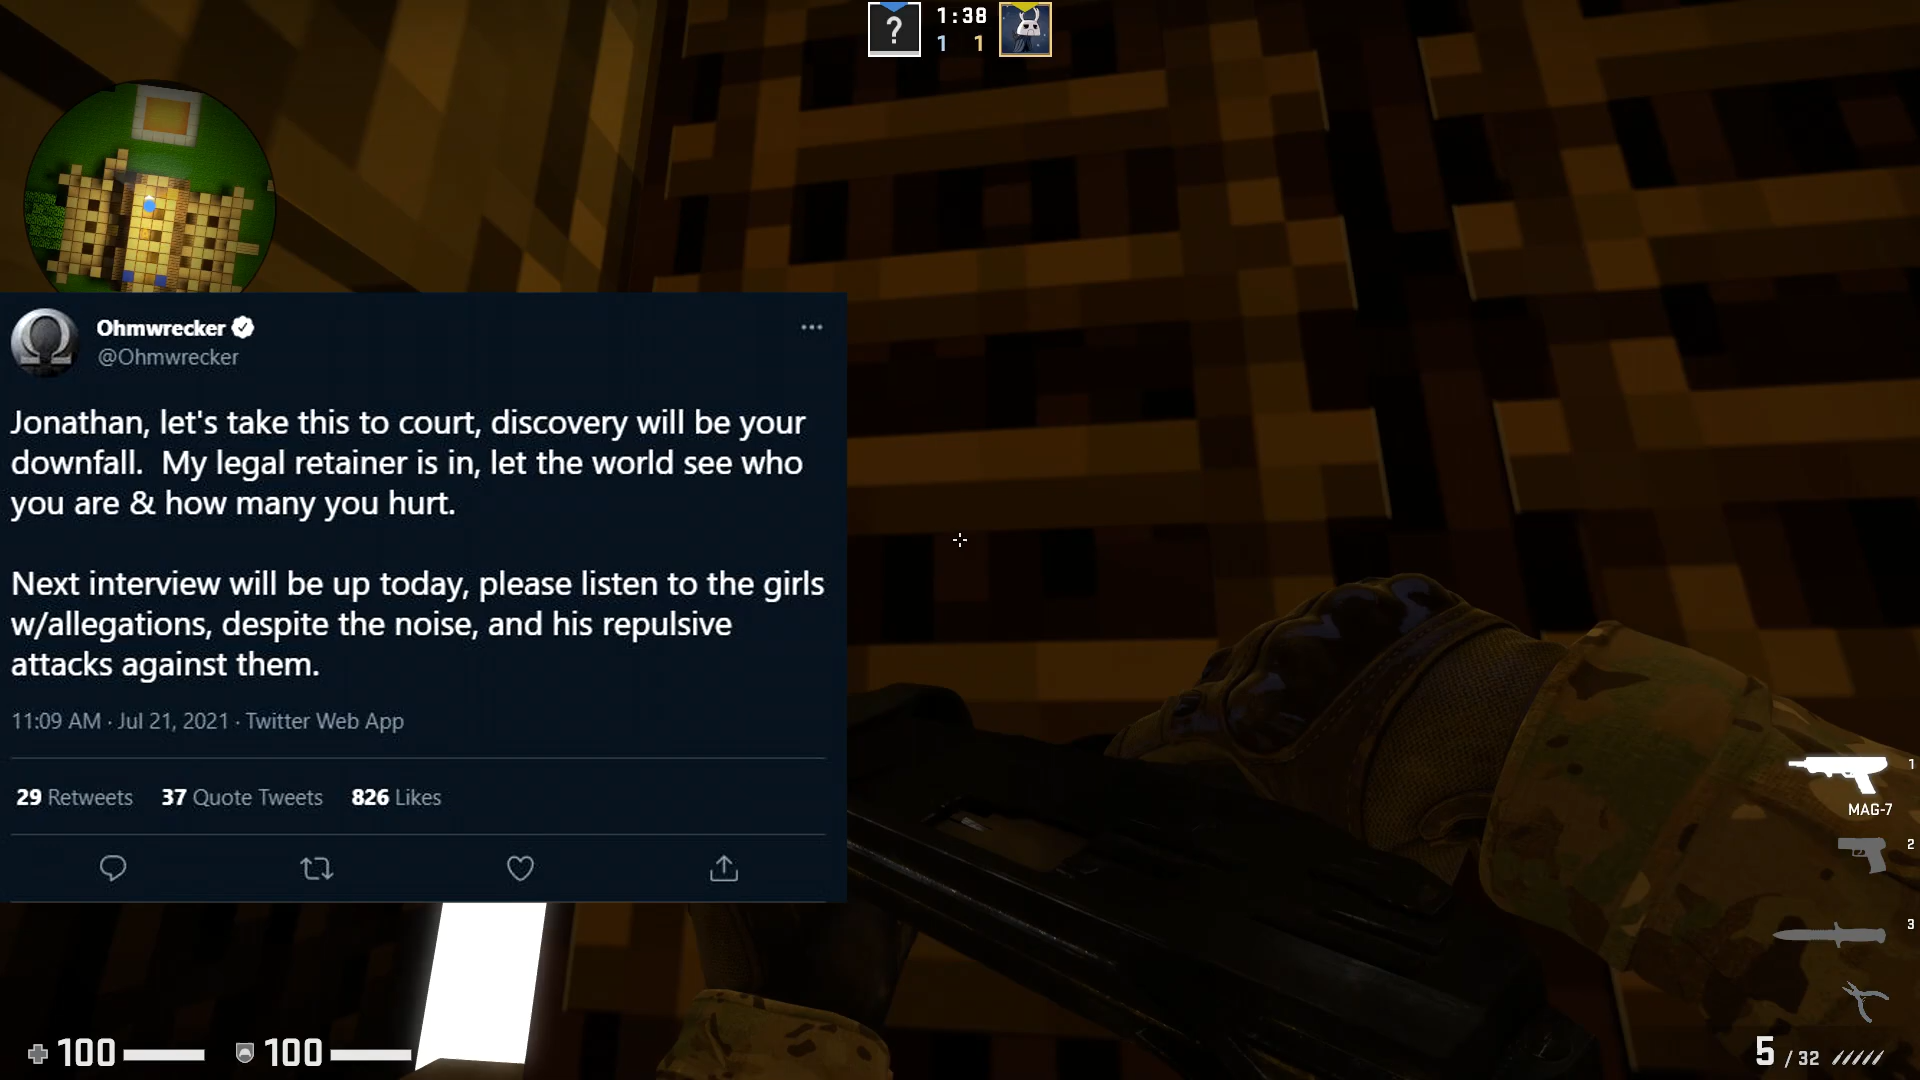 1:38
?
1 1
Ohmwrecker
@Ohmwrecker
Jonathan, let's take this to court, discovery will be your
downfall.  My legal retainer is in, let the world see who
you are & how many you hurt.
Next interview will be up today, please listen to the girls
w/allegations, despite the noise, and his repulsive
attacks against them.
11:09 AM · Jul 21, 2021 · Twitter Web App
29 Retweets 37 Quote Tweets 826 Likes
1
MAG-7
2
3
100 100
5 / 32